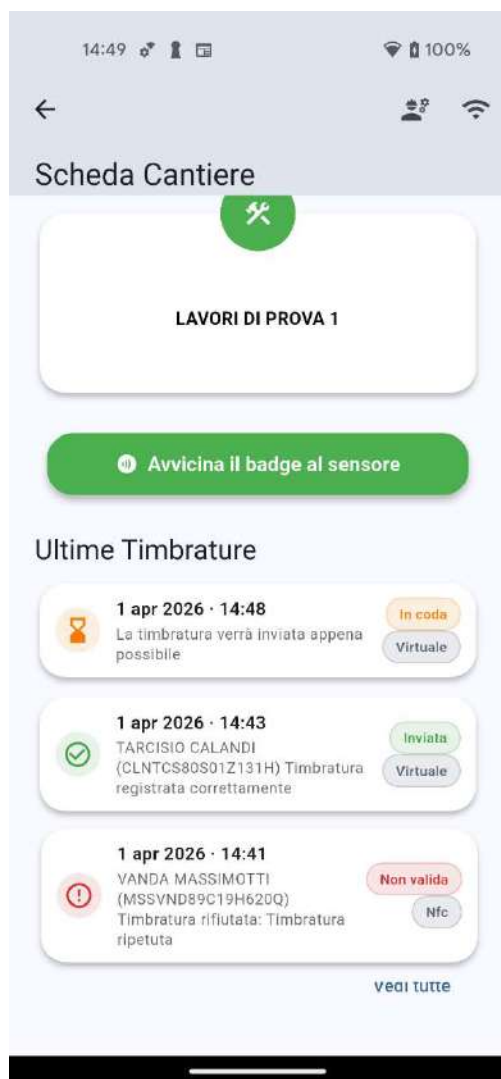 14:49 100%
Scheda Cantiere
LAVORI DI PROVA 1
Avvicina il badge al sensore
Ultime Timbrature
1 apr 2026 · 14:48
In coda
La timbratura verrà inviata appena
possibile
Virtuale
1 apr 2026 · 14:43
Inviata
TARCISIO CALANDI
(CLNTCS80S01Z131H) Timbratura
registrata correttamente
Virtuale
1 apr 2026 · 14:41
Non valida
VANDA MASSIMOTTI
(MSSVND89C19H620Q)
Timbratura rifiutata: Timbratura
ripetuta
Nfc
Vedi tutte